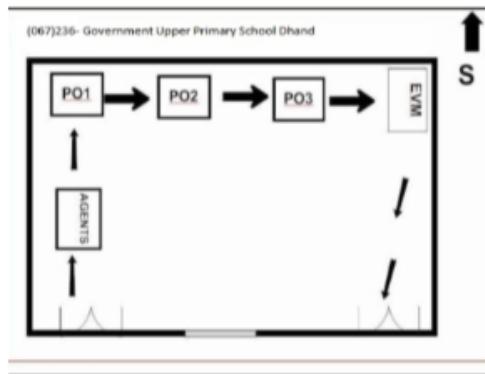 (067)236- Government Upper Primary School Dhand
S
PO1
PO2
PO3
EVM
AGENTS